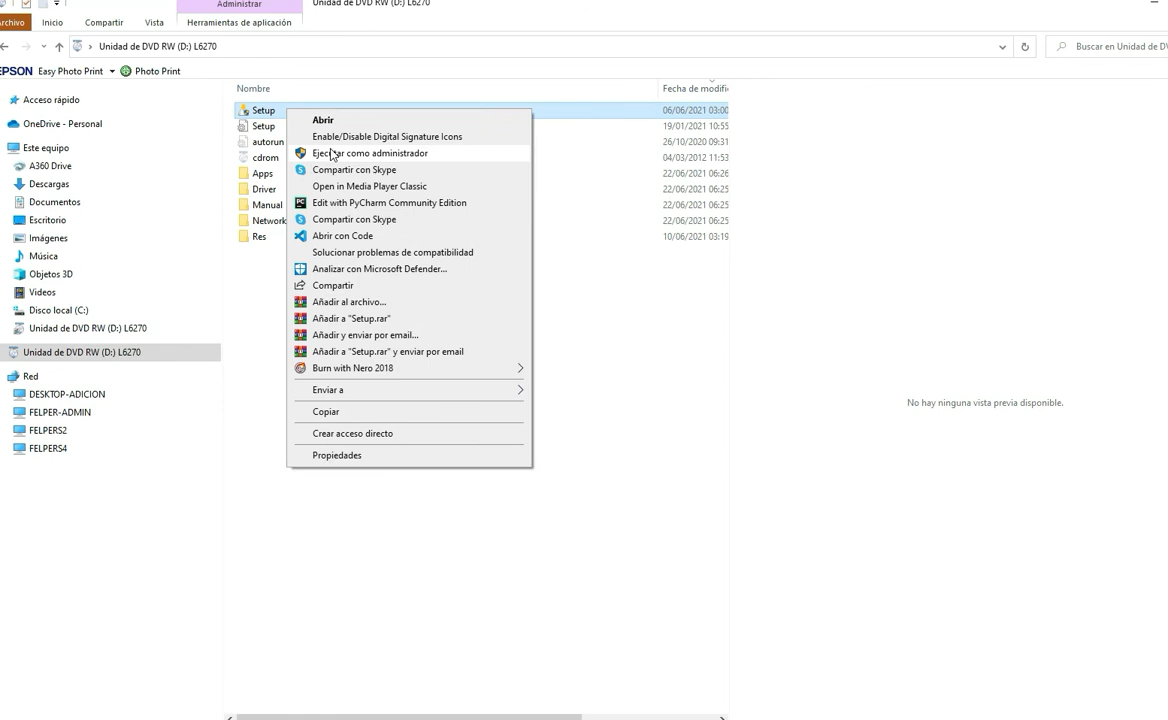 Administrar
Unidad de DVD RW (D:) L6270
Archivo
Inicio
Compartir
Vista
Herramientas de aplicación
Unidad de DVD RW (D:) L6270
Buscar en Unidad de DV
EPSON
Easy Photo Print
Photo Print
Nombre
Fecha de modifi
Acceso rápido
OneDrive - Personal
Este equipo
A360 Drive
Descargas
Documentos
Escritorio
Imágenes
Música
Objetos 3D
Videos
Disco local (C:)
Unidad de DVD RW (D:) L6270
Unidad de DVD RW (D:) L6270
Red
DESKTOP-ADICION
FELPER-ADMIN
FELPERS2
FELPERS4
Setup
06/06/2021 03:00
Setup
19/01/2021 10:55
autorun
26/10/2020 09:31
cdrom
04/03/2012 11:53
Apps
22/06/2021 06:26
Driver
22/06/2021 06:25
Manual
22/06/2021 06:25
Network
22/06/2021 06:25
Res
10/06/2021 03:19
Abrir
Enable/Disable Digital Signature Icons
Ejecutar como administrador
Compartir con Skype
Open in Media Player Classic
Edit with PyCharm Community Edition
Compartir con Skype
Abrir con Code
Solucionar problemas de compatibilidad
Analizar con Microsoft Defender...
Compartir
Añadir al archivo...
Añadir a "Setup.rar"
Añadir y enviar por email...
Añadir a "Setup.rar" y enviar por email
Burn with Nero 2018
Enviar a
Copiar
Crear acceso directo
Propiedades
No hay ninguna vista previa disponible.